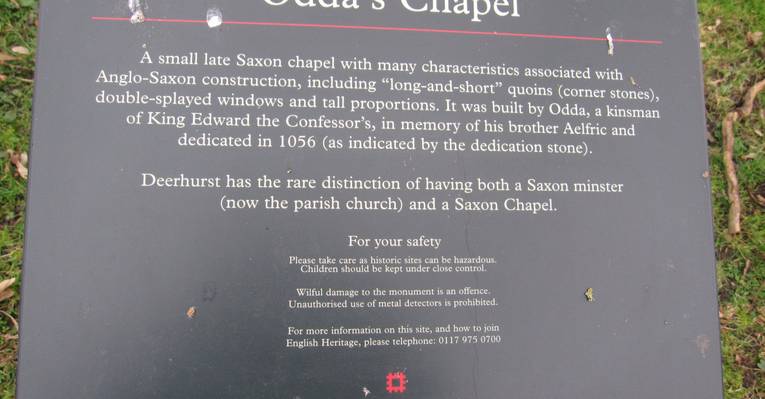 Odda's Chapel
A small late Saxon chapel with many characteristics associated with
Anglo-Saxon construction, including “long-and-short” quoins (corner stones),
double-splayed windows and tall proportions. It was built by Odda, a kinsman
of King Edward the Confessor’s, in memory of his brother Aelfric and
dedicated in 1056 (as indicated by the dedication stone).
Deerhurst has the rare distinction of having both a Saxon minster
(now the parish church) and a Saxon Chapel.
For your safety
Please take care as historic sites can be hazardous.
Children should be kept under close control.
Wilful damage to the monument is an offence.
Unauthorised use of metal detectors is prohibited.
For more information on this site, and how to join
English Heritage, please telephone: 0117 975 0700